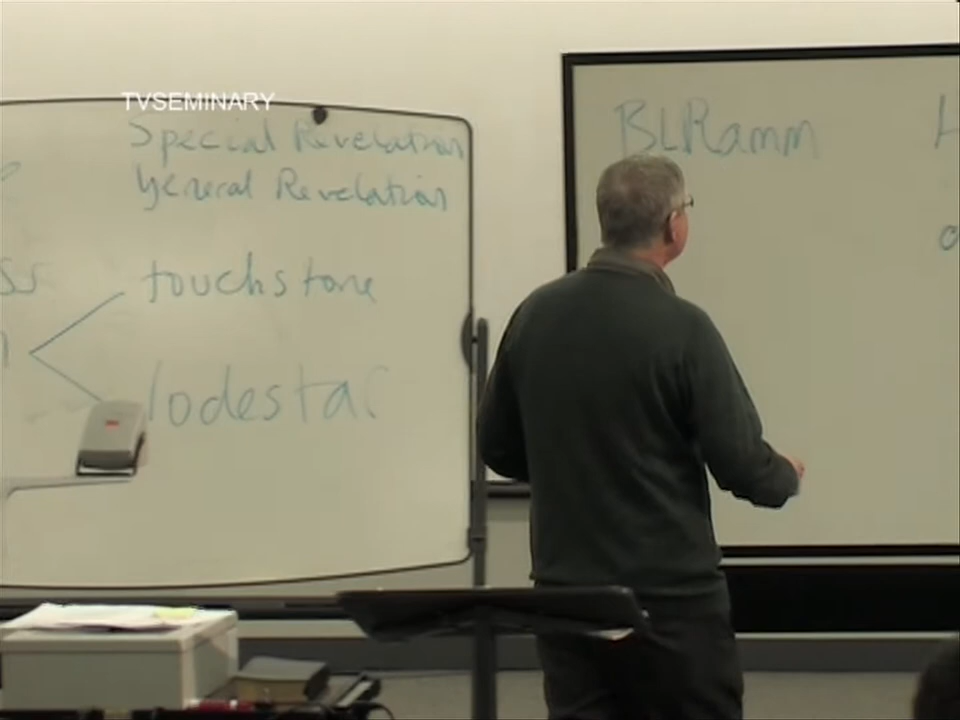 TVSEMINARY
Special Revelation
General Revelation
touchstone
lodestar
BLRamm